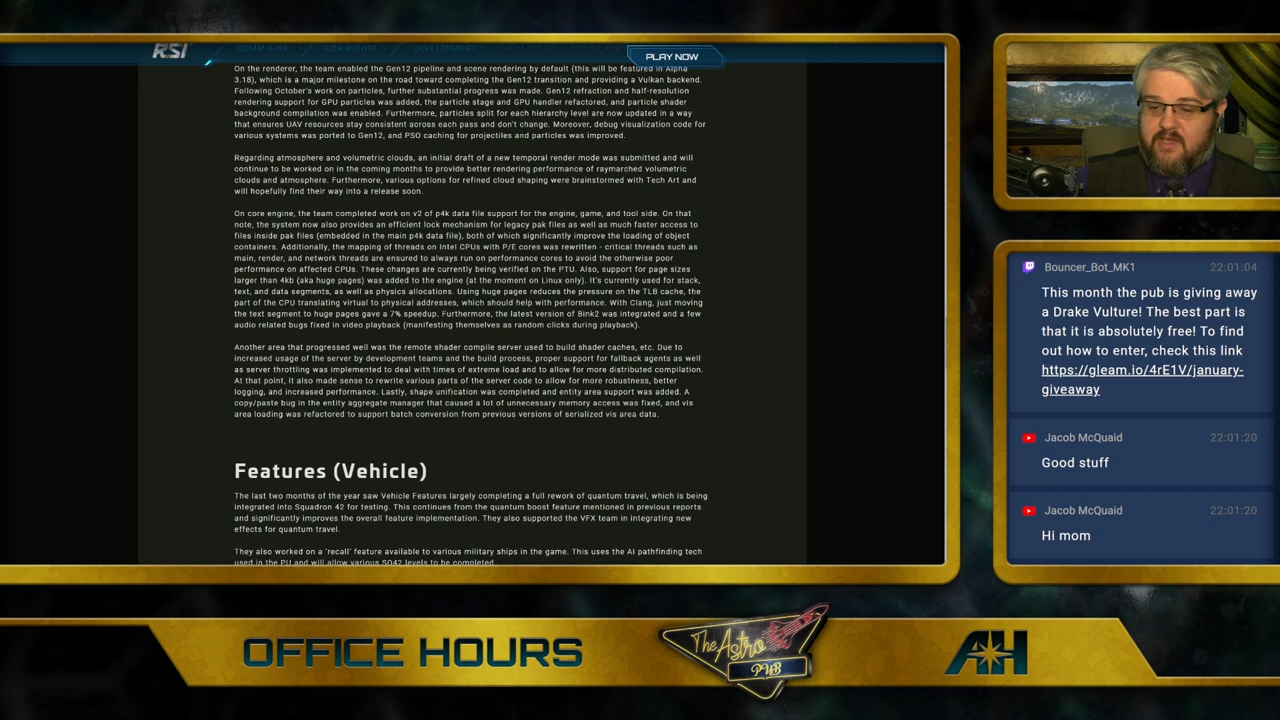 RSI
COMM-LINK
COMMUNITY
DEVELOPMENT
PLAY NOW
On the renderer, the team enabled the Gen12 pipeline and scene rendering by default (this will be featured in Alpha
3.18), which is a major milestone on the road toward completing the Gen12 transition and providing a Vulkan backend.
Following October's work on particles, further substantial progress was made. Gen12 refraction and half-resolution
rendering support for GPU particles was added, the particle stage and GPU handler refactored, and particle shader
background compilation was enabled. Furthermore, particles split for each hierarchy level are now updated in a way
that ensures UAV resources stay consistent across each pass and don't change. Moreover, debug visualization code for
various systems was ported to Gen12, and PSO caching for projectiles and particles was improved.
Regarding atmosphere and volumetric clouds, an initial draft of a new temporal render mode was submitted and will
continue to be worked on in the coming months to provide better rendering performance of raymarched volumetric
clouds and atmosphere. Furthermore, various options for refined cloud shaping were brainstormed with Tech Art and
will hopefully find their way into a release soon.
On core engine, the team completed work on v2 of p4k data file support for the engine, game, and tool side. On that
note, the system now also provides an efficient lock mechanism for legacy pak files as well as much faster access to
files inside pak files (embedded in the main p4k data file), both of which significantly improve the loading of object
containers. Additionally, the mapping of threads on Intel CPUs with P/E cores was rewritten - critical threads such as
main, render, and network threads are ensured to always run on performance cores to avoid the otherwise poor
performance on affected CPUs. These changes are currently being verified on the PTU. Also, support for page sizes
larger than 4kb (aka huge pages) was added to the engine (at the moment on Linux only). It's currently used for stack,
text, and data segments, as well as physics allocations. Using huge pages reduces the pressure on the TLB cache, the
part of the CPU translating virtual to physical addresses, which should help with performance. With Clang, just moving
the text segment to huge pages gave a 7% speedup. Furthermore, the latest version of Bink2 was integrated and a few
audio related bugs fixed in video playback (manifesting themselves as random clicks during playback).
Another area that progressed well was the remote shader compile server used to build shader caches, etc. Due to
increased usage of the server by development teams and the build process, proper support for fallback agents as well
as server throttling was implemented to deal with times of extreme load and to allow for more distributed compilation.
At that point, it also made sense to rewrite various parts of the server code to allow for more robustness, better
logging, and increased performance. Lastly, shape unification was completed and entity area support was added. A
copy/paste bug in the entity aggregate manager that caused a lot of unnecessary memory access was fixed, and vis
area loading was refactored to support batch conversion from previous versions of serialized vis area data.
Features (Vehicle)
The last two months of the year saw Vehicle Features largely completing a full rework of quantum travel, which is being
integrated into Squadron 42 for testing. This continues from the quantum boost feature mentioned in previous reports
and significantly improves the overall feature implementation. They also supported the VFX team in integrating new
effects for quantum travel.
They also worked on a 'recall' feature available to various military ships in the game. This uses the AI pathfinding tech
used in the PU and will allow various SQ42 levels to be completed.
Bouncer_Bot_MK1 22:01:04
This month the pub is giving away
a Drake Vulture! The best part is
that it is absolutely free! To find
out how to enter, check this link
https://gleam.io/4rE1V/january-
giveaway
Jacob McQuaid 22:01:20
Good stuff
Jacob McQuaid 22:01:20
Hi mom
OFFICE HOURS
The Astro
PUB
AH